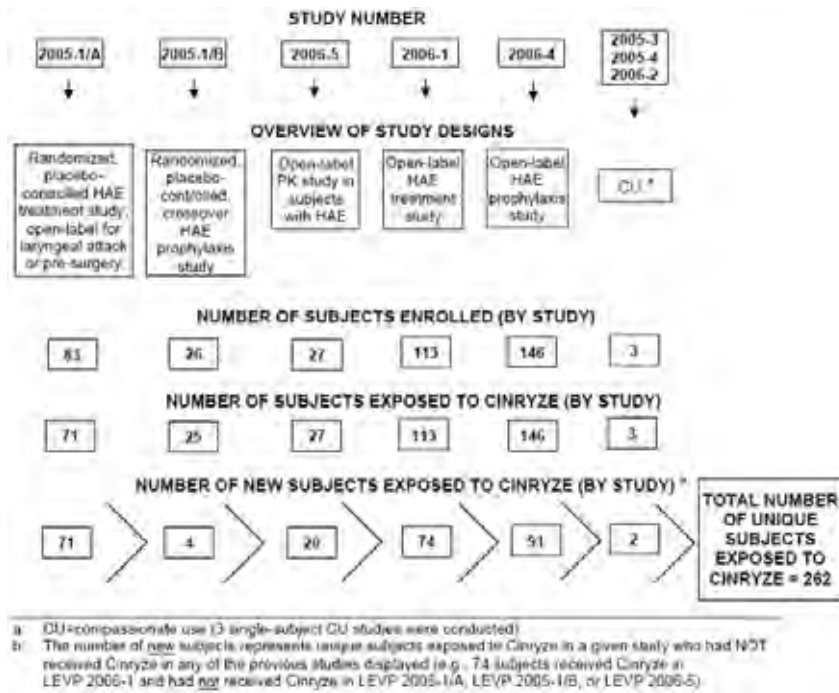 STUDY NUMBER
2005-3
2005.1/A 2005.1/B 2006-5 2006-1 2006-4 2005-4
2006-2
OVERVIEW OF STUDY DESIGNS
Randomized, placebo-controlled HAE treatment study, open-label for laryngeal attack or pre-surgery
Randomized, placebo-controlled, crossover HAE prophylaxis study
Open-label PK study in subjects with HAE
Open-label HAE treatment study
Open-label HAE prophylaxis study
CU a
NUMBER OF SUBJECTS ENROLLED (BY STUDY)
83 26 27 113 146 3
NUMBER OF SUBJECTS EXPOSED TO CINRYZE (BY STUDY)
71 25 27 113 146 3
NUMBER OF NEW SUBJECTS EXPOSED TO CINRYZE (BY STUDY) b
71 4 20 74 91 2
TOTAL NUMBER
OF UNIQUE
SUBJECTS
EXPOSED TO
CINRYZE = 262
a CU=compassionate use (3 single-subject CU studies were conducted)
b The number of new subjects represents unique subjects exposed to Cinryze in a given study who had NOT
received Cinryze in any of the previous studies displayed (e.g., 74 subjects received Cinryze in
LEVP 2006-1 and had not received Cinryze in LEVP 2005-1/A, LEVP 2005-1/B, or LEVP 2006-5)